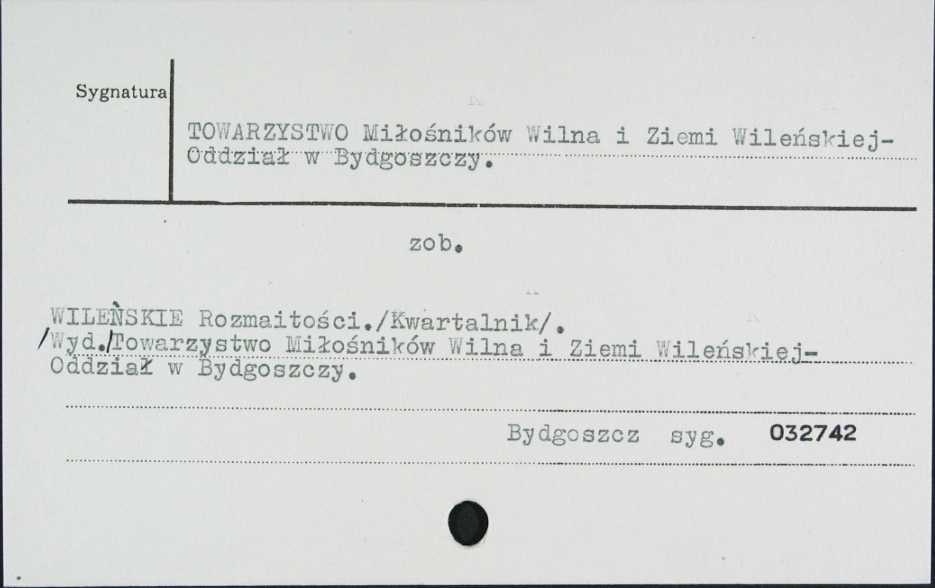 Sygnatura
TOWARZYSTWO Miłośników Wilna i Ziemi Wileńskiej-
Oddział w Bydgoszczy.
zob.
WILEŃSKIE Rozmaitości./Kwartalnik/.
/Wyd./Towarzystwo Miłośników Wilna i Ziemi Wileńskiej-
Oddział w Bydgoszczy.
Bydgoszcz syg. 032742